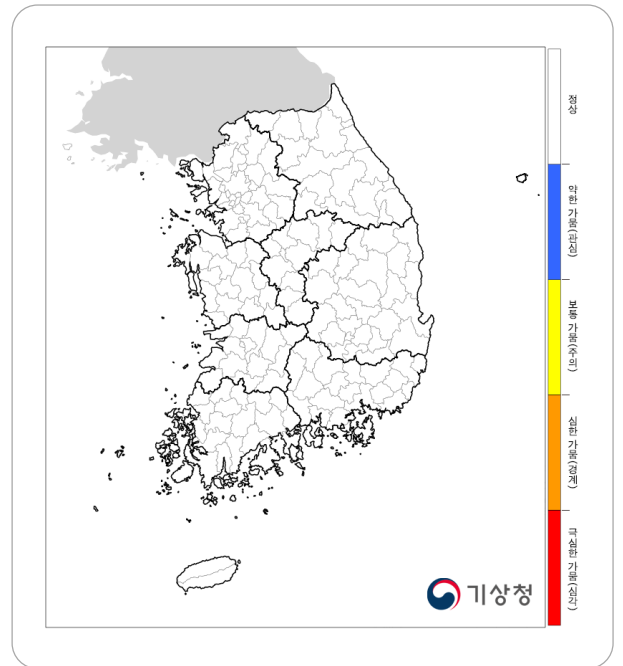 정상
약한 가뭄(관심)
보통 가뭄(주의)
심한 가뭄(경계)
극심한 가뭄(심각)
기상청